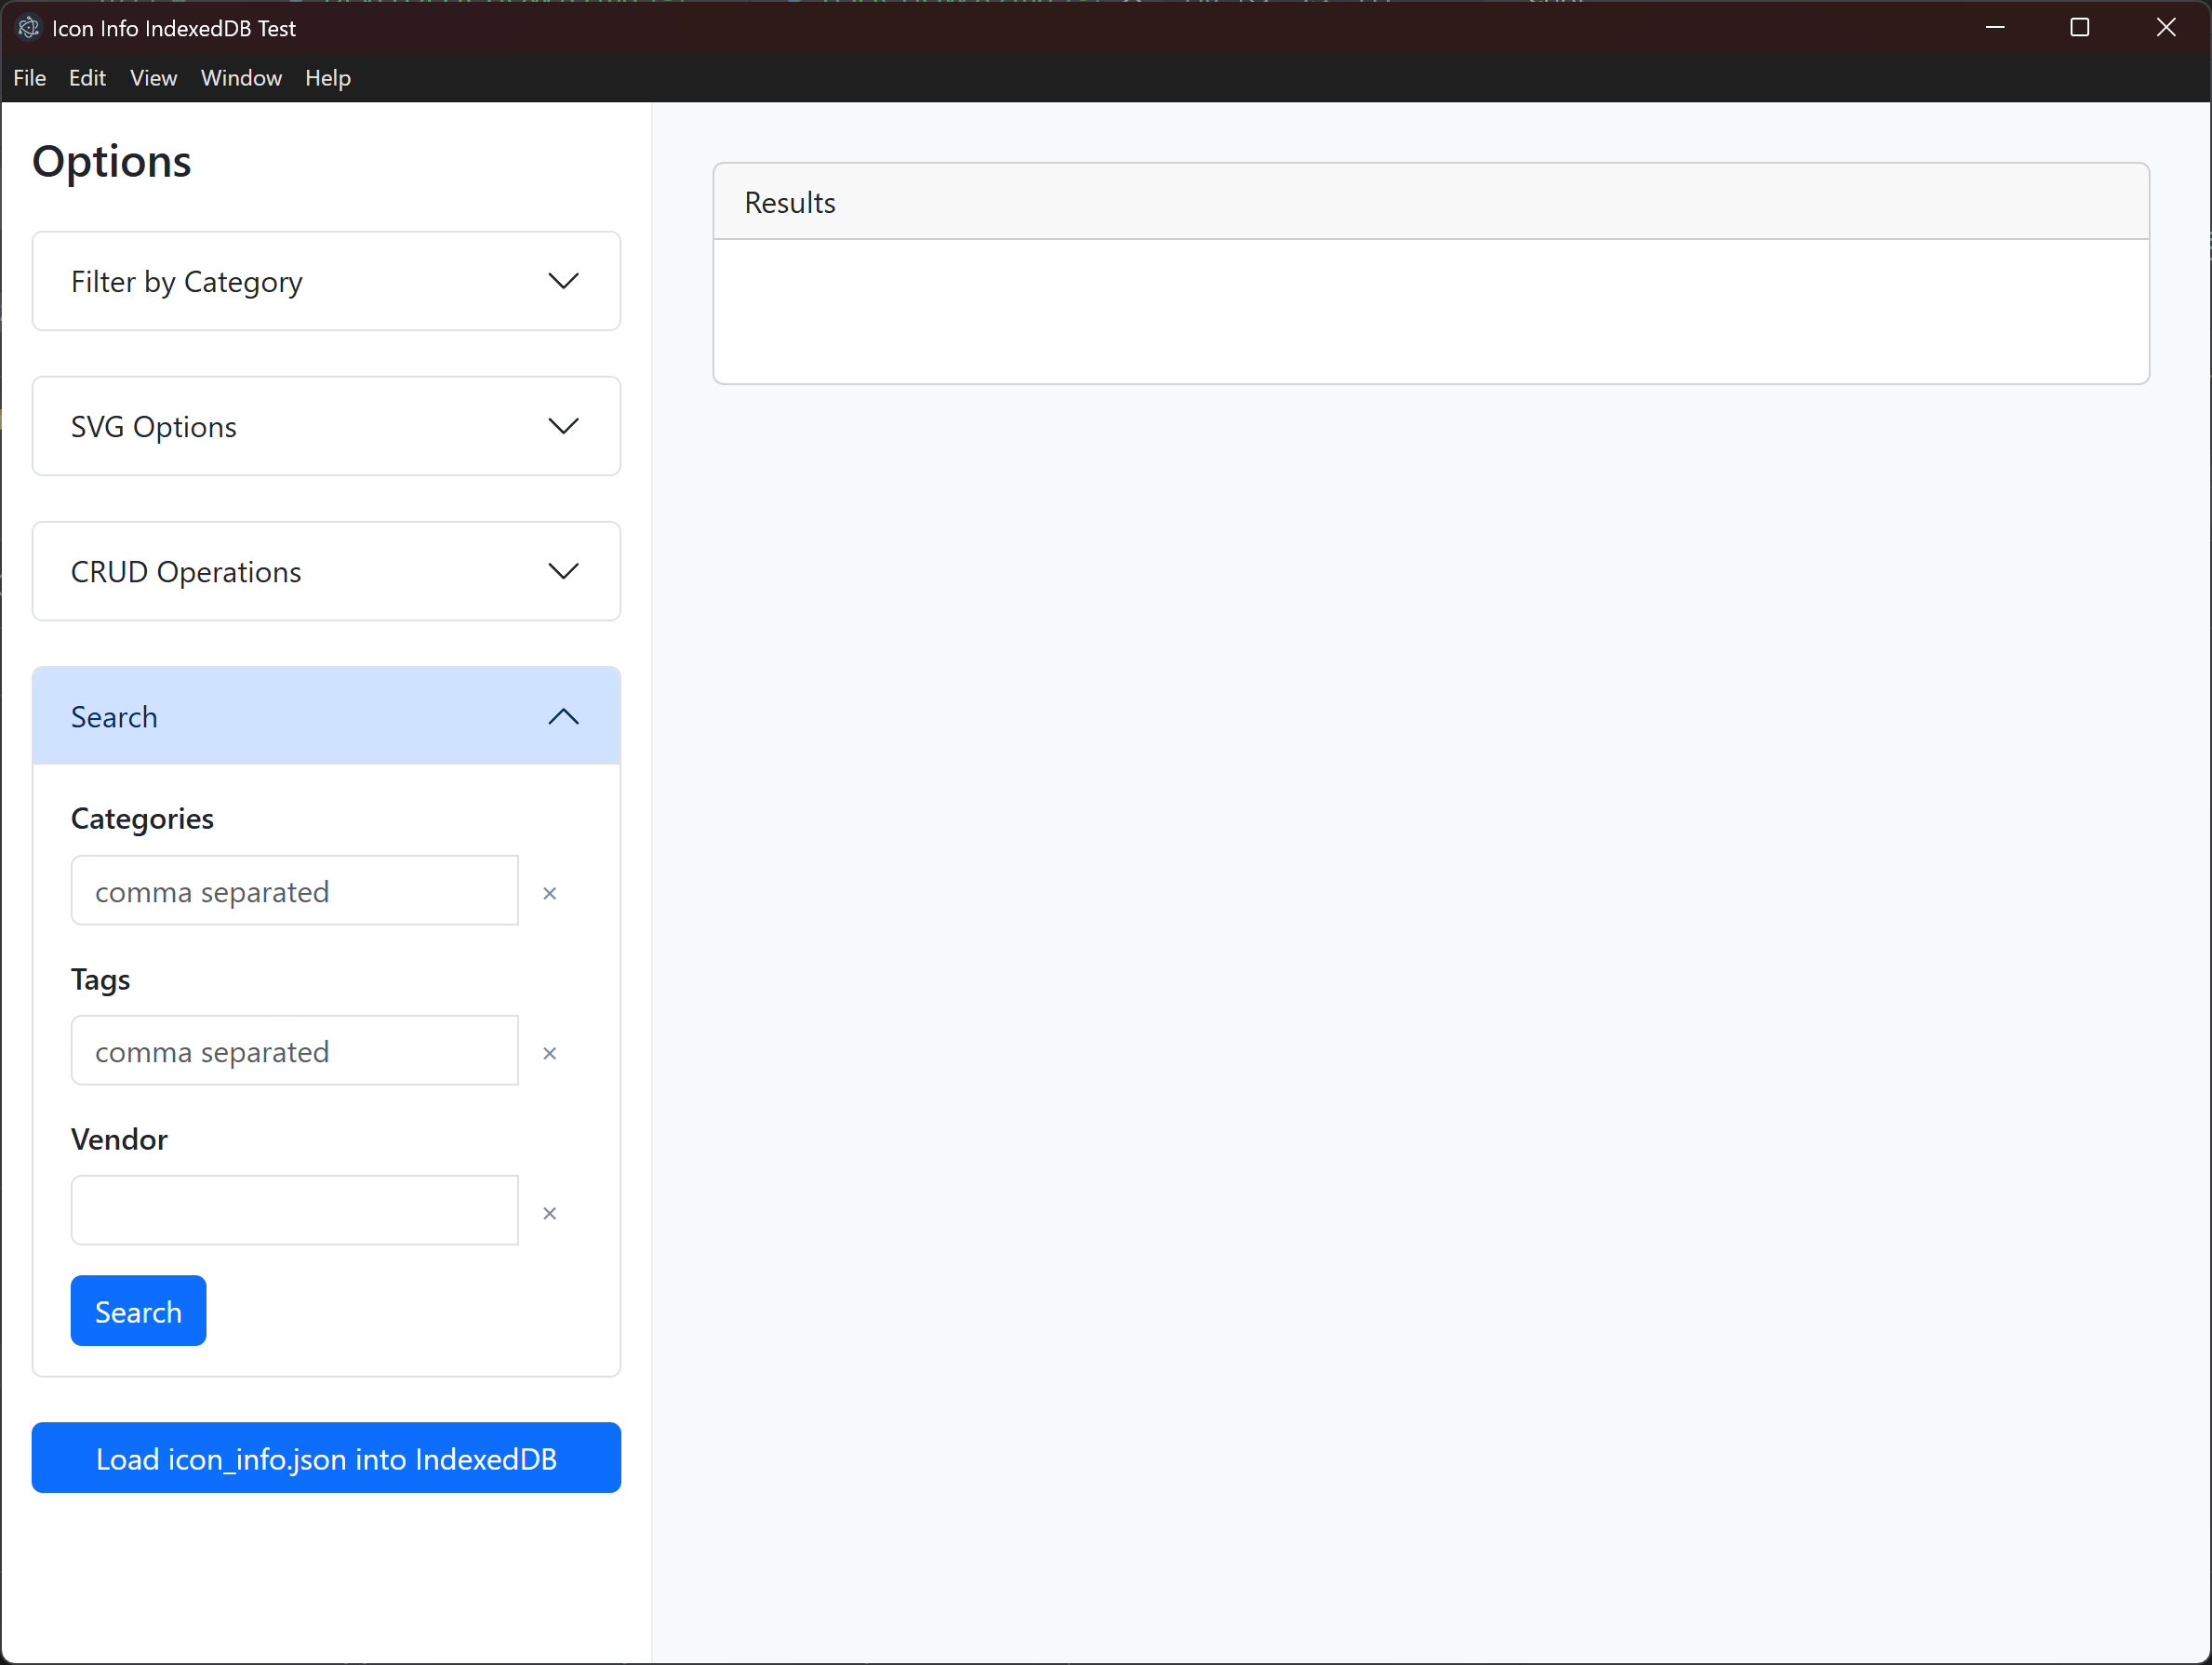 Icon Info IndexedDB Test
File Edit View Window Help
Options
Filter by Category
SVG Options
CRUD Operations
Search
Categories
comma separated
×
Tags
comma separated
×
Vendor
×
Search
Load icon_info.json into IndexedDB
Results